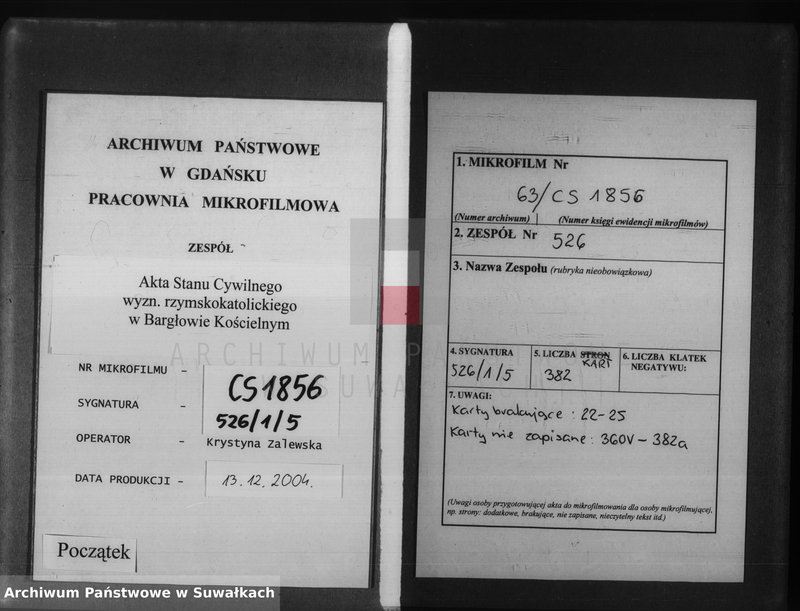 ARCHIWUM PAŃSTWOWE
W GDAŃSKU
PRACOWNIA MIKROFILMOWA
ZESPÓŁ
Akta Stanu Cywilnego
wyzn. rzymskokatolickiego
w Bargłowie Kościelnym
NR MIKROFILMU – CS1856
SYGNATURA – 526/1/5
OPERATOR – Krystyna Zalewska
DATA PRODUKCJI – 13.12.2004.
Początek
1. MIKROFILM Nr
63/CS 1856
(Numer archiwum) (Numer księgi ewidencji mikrofilmów)
2. ZESPÓŁ Nr 526
3. Nazwa Zespołu (rubryka nieobowiązkowa)
4. SYGNATURA
526/1/5
5. LICZBA STRON
KART
382
6. LICZBA KLATEK
NEGATYWU:
7. UWAGI:
Karty brakujące : 22-25
Karty nie zapisane : 360V – 382a
(Uwagi osoby przygotowującej akta do mikrofilmowania dla osoby mikrofilmującej,
np. strony: dodatkowe, brakujące, nie zapisane, nieczytelny tekst itd.)
Archiwum Państwowe w Suwałkach